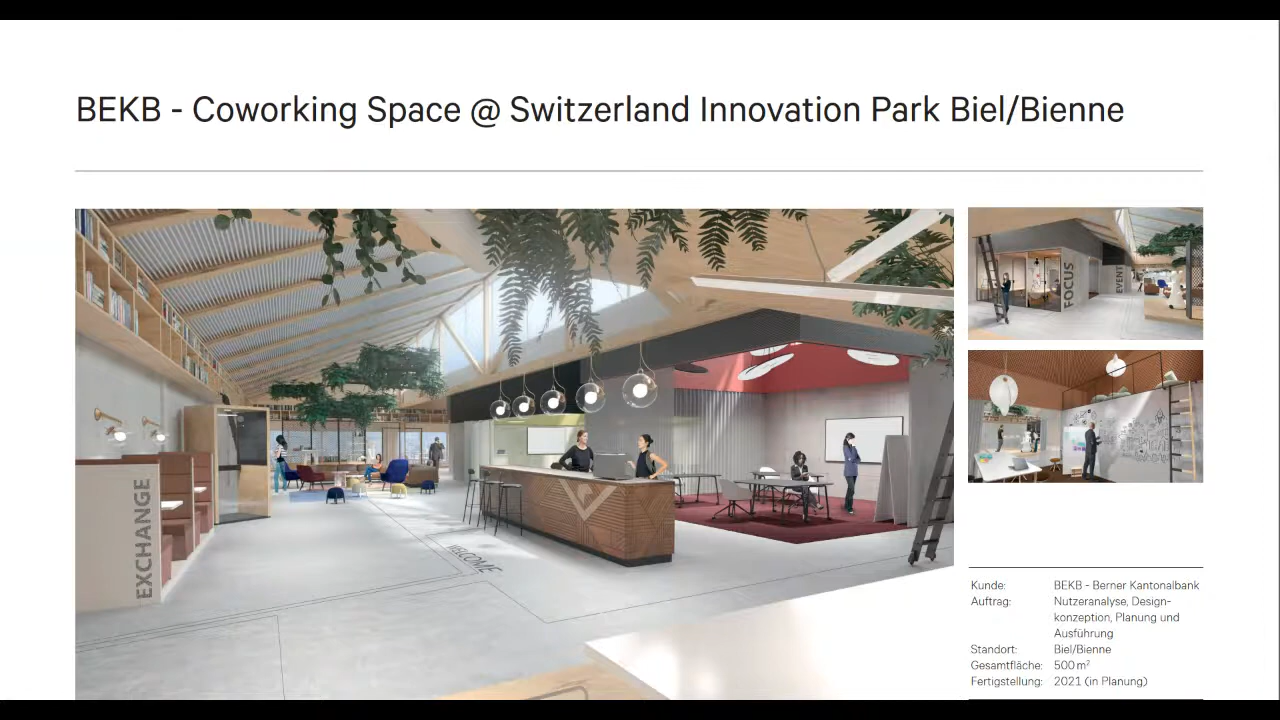 BEKB - Coworking Space @ Switzerland Innovation Park Biel/Bienne
EXCHANGE
WELCOME
FOCUS
EVENT
Kunde: BEKB - Berner Kantonalbank
Auftrag: Nutzeranalyse, Design-
konzeption, Planung und
Ausführung
Standort: Biel/Bienne
Gesamtfläche: 500 m²
Fertigstellung: 2021 (in Planung)